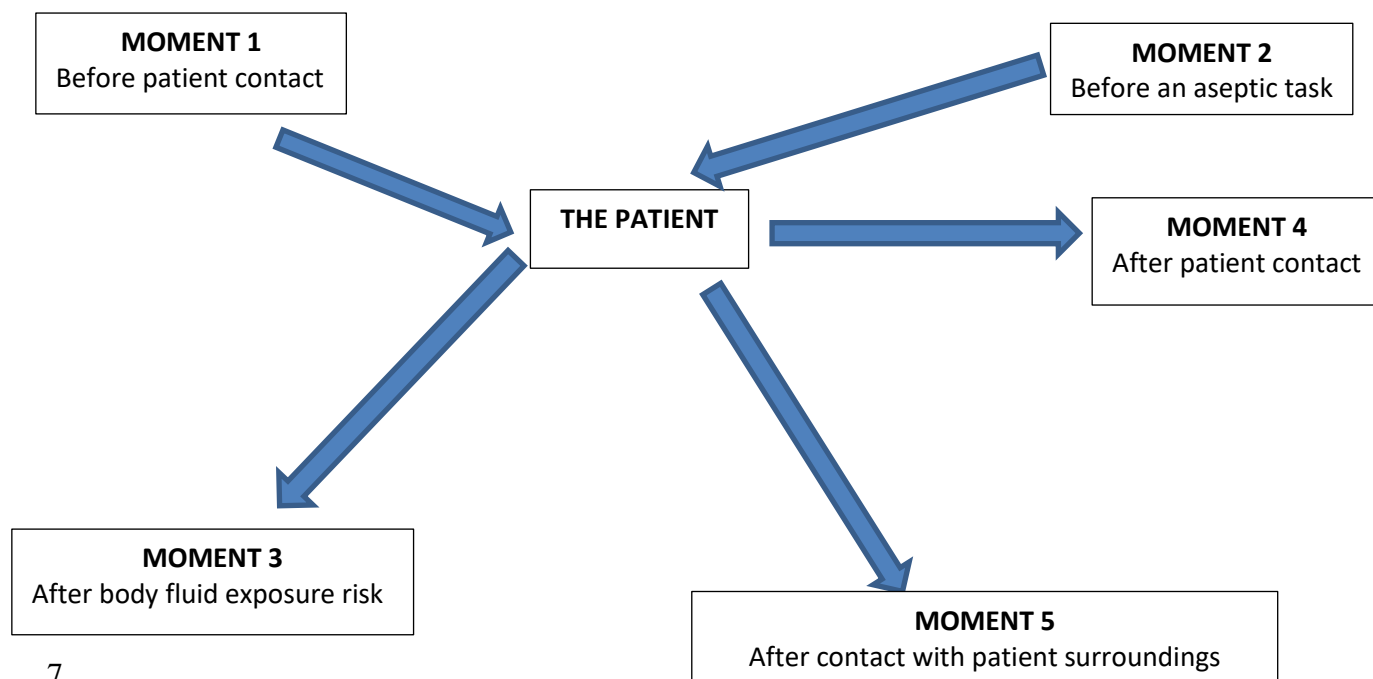 MOMENT 1
Before patient contact
MOMENT 2
Before an aseptic task
THE PATIENT
MOMENT 4
After patient contact
MOMENT 3
After body fluid exposure risk
MOMENT 5
After contact with patient surroundings
7